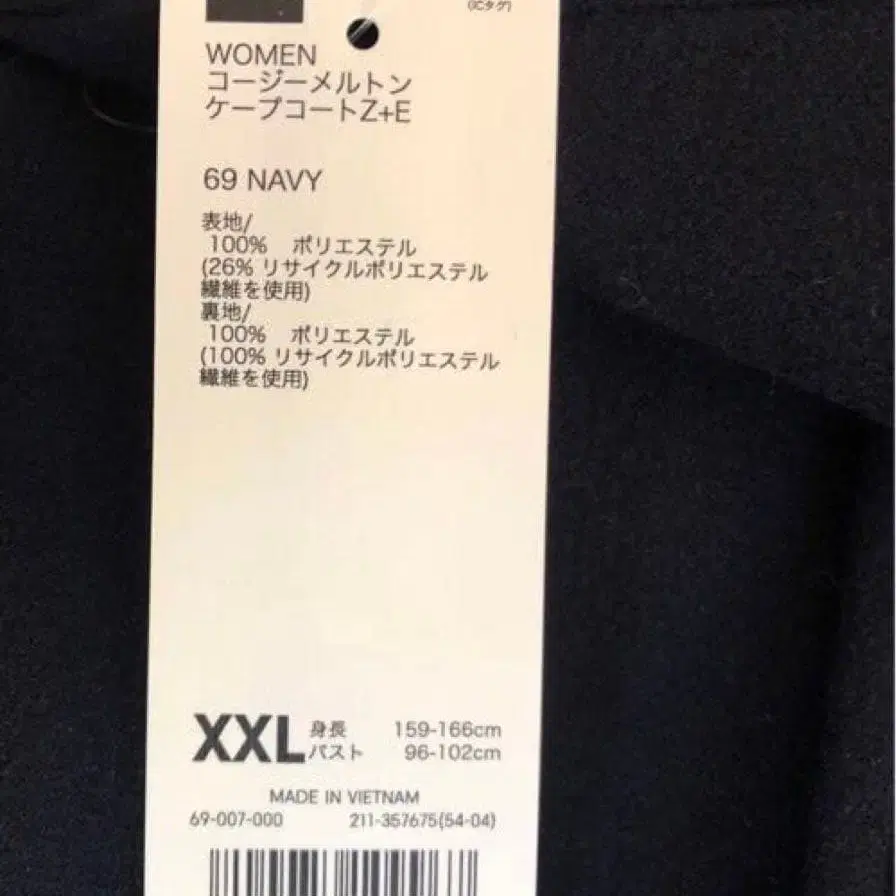 (ICタグ)
WOMEN
コージーメルトン
ケープコートZ+E
69 NAVY
表地/
100% ポリエステル
(26% リサイクルポリエステル
繊維を使用)
裏地/
100% ポリエステル
(100% リサイクルポリエステル
繊維を使用)
XXL 身長 159-166cm
バスト 96-102cm
MADE IN VIETNAM
69-007-000 211-357675(54-04)